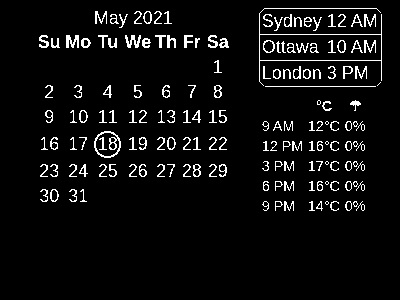 May 2021
Su Mo Tu We Th Fr Sa
1
2 3 4 5 6 7 8
9 10 11 12 13 14 15
16 17 18 19 20 21 22
23 24 25 26 27 28 29
30 31
Sydney 12 AM
Ottawa 10 AM
London 3 PM
°C ☂
9 AM 12°C 0%
12 PM 16°C 0%
3 PM 17°C 0%
6 PM 16°C 0%
9 PM 14°C 0%